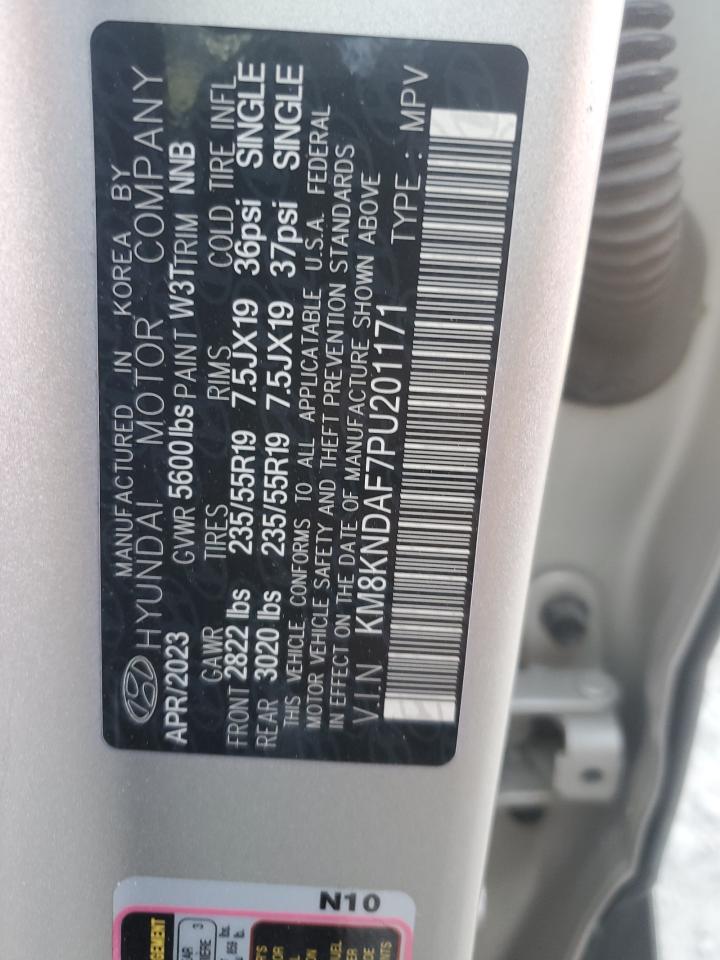 MANUFACTURED IN KOREA BY
HYUNDAI MOTOR COMPANY
APR/2023 GVWR 5600lbs PAINT W3T TRIM NNB
GAWR TIRES RIMS COLD TIRE INFL
FRONT 2822 lbs 235/55R19 7.5JX19 36psi SINGLE
REAR 3020 lbs 235/55R19 7.5JX19 37psi SINGLE
THIS VEHICLE CONFORMS TO ALL APPLICATABLE U.S.A. FEDERAL
MOTOR VEHICLE SAFETY AND THEFT PREVENTION STANDARDS
IN EFFECT ON THE DATE OF MANUFACTURE SHOWN ABOVE
V.I.N KM8KNDAF7PU201171 TYPE : MPV
N10